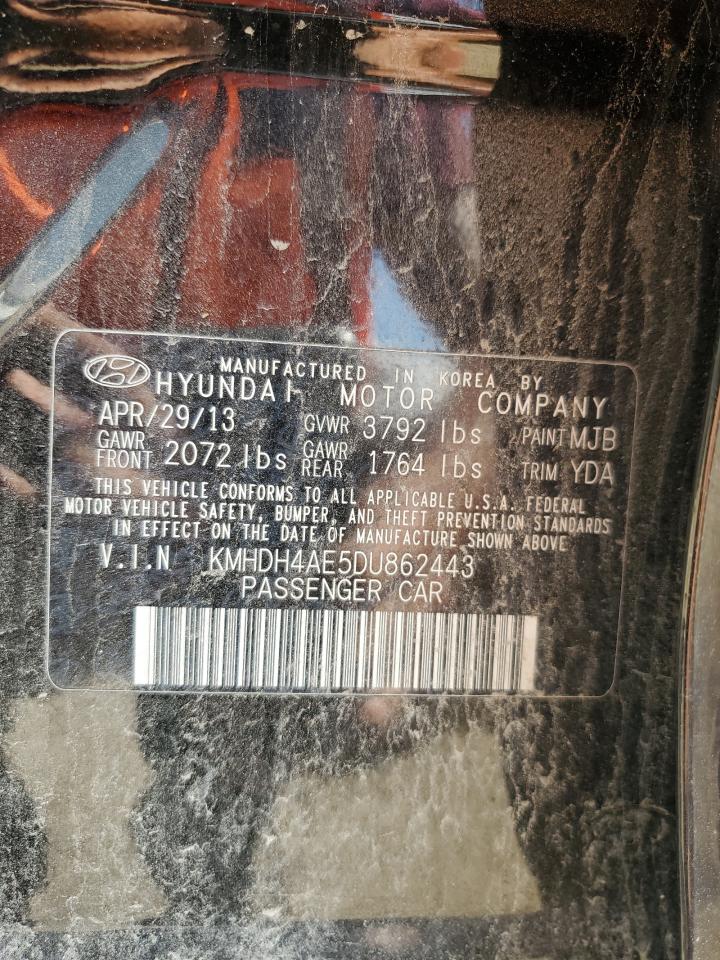 MANUFACTURED IN KOREA BY
HYUNDAI MOTOR COMPANY
APR/29/13 GVWR 3792 lbs PAINT MJB
GAWR FRONT 2072 lbs GAWR REAR 1764 lbs TRIM YDA
THIS VEHICLE CONFORMS TO ALL APPLICABLE U.S.A. FEDERAL
MOTOR VEHICLE SAFETY, BUMPER, AND THEFT PREVENTION STANDARDS
IN EFFECT ON THE DATE OF MANUFACTURE SHOWN ABOVE
V.I.N KMHDH4AE5DU862443
PASSENGER CAR